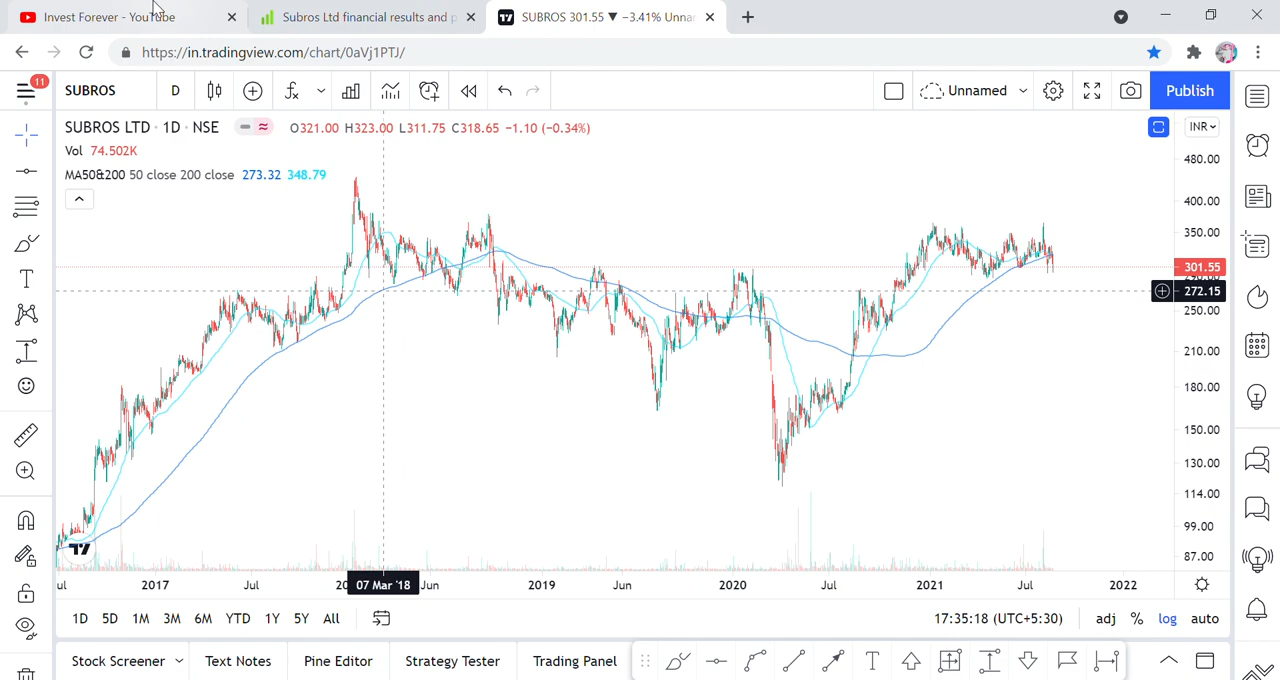 Invest Forever - YouTube
Subros Ltd financial results and p
SUBROS 301.55 ▼ −3.41% Unna
https://in.tradingview.com/chart/0aVj1PTJ/
11
SUBROS
D
Unnamed
Publish
SUBROS LTD · 1D · NSE
O321.00 H323.00 L311.75 C318.65 −1.10 (−0.34%)
INR
Vol 74.502K
MA50&200 50 close 200 close 273.32 348.79
480.00
400.00
350.00
301.55
272.15
250.00
210.00
180.00
150.00
130.00
114.00
99.00
87.00
ul 2017 Jul 20 07 Mar '18 Jun 2019 Jun 2020 Jul 2021 Jul 2022
1D 5D 1M 3M 6M YTD 1Y 5Y All
17:35:18 (UTC+5:30) adj % log auto
Stock Screener Text Notes Pine Editor Strategy Tester Trading Panel